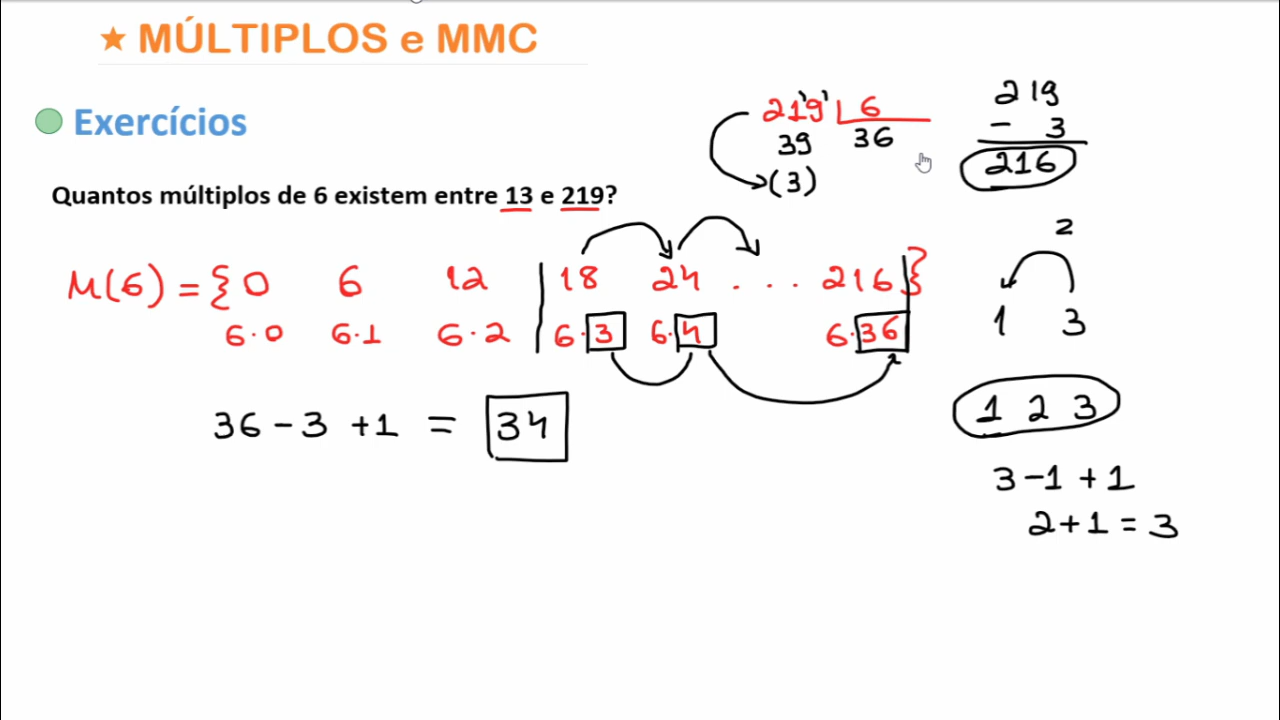 ★ MÚLTIPLOS e MMC
Exercícios
Quantos múltiplos de 6 existem entre 13 e 219?
219 6
39 36
(3)
219
- 3
216
M(6) = { 0 6 12 18 24 . . . 216 }
6·0 6·1 6·2 6·3 6·4 6·36
36 - 3 + 1 = 34
2
1 3
1 2 3
3 - 1 + 1
2 + 1 = 3